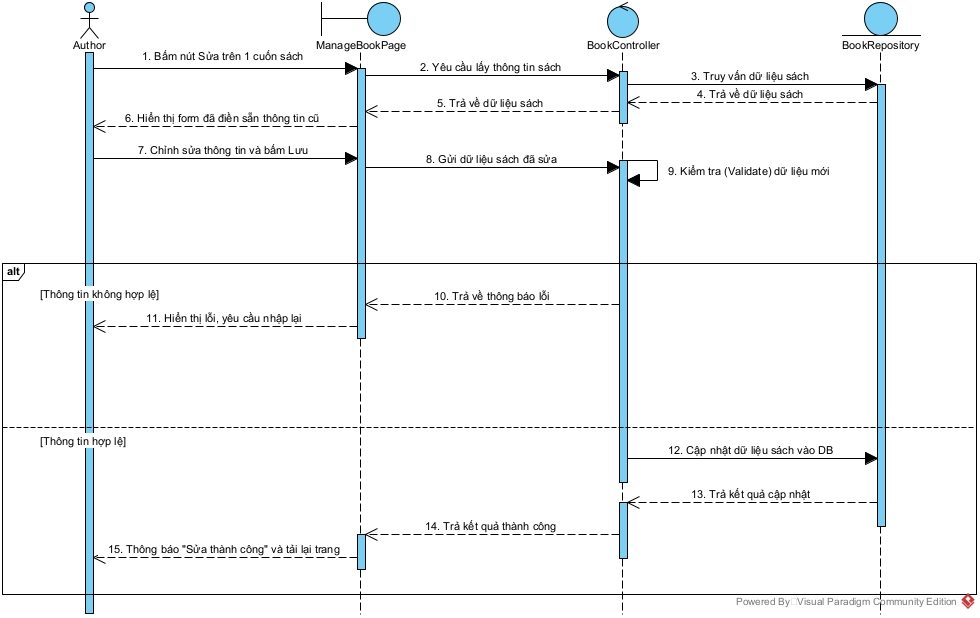 Author
ManageBookPage
BookController
BookRepository
1. Bấm nút Sửa trên 1 cuốn sách
2. Yêu cầu lấy thông tin sách
3. Truy vấn dữ liệu sách
4. Trả về dữ liệu sách
5. Trả về dữ liệu sách
6. Hiển thị form đã điền sẵn thông tin cũ
7. Chỉnh sửa thông tin và bấm Lưu
8. Gửi dữ liệu sách đã sửa
9. Kiểm tra (Validate) dữ liệu mới
alt
[Thông tin không hợp lệ]
10. Trả về thông báo lỗi
11. Hiển thị lỗi, yêu cầu nhập lại
[Thông tin hợp lệ]
12. Cập nhật dữ liệu sách vào DB
13. Trả kết quả cập nhật
14. Trả kết quả thành công
15. Thông báo "Sửa thành công" và tải lại trang
Powered By Visual Paradigm Community Edition